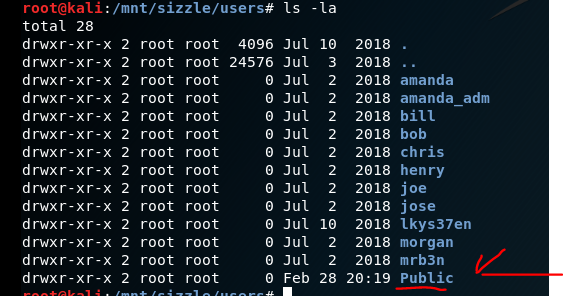 root@kali:/mnt/sizzle/users# ls -la
total 28
drwxr-xr-x 2 root root  4096 Jul 10  2018 .
drwxr-xr-x 2 root root 24576 Jul  3  2018 ..
drwxr-xr-x 2 root root     0 Jul  2  2018 amanda
drwxr-xr-x 2 root root     0 Jul  2  2018 amanda_adm
drwxr-xr-x 2 root root     0 Jul  2  2018 bill
drwxr-xr-x 2 root root     0 Jul  2  2018 bob
drwxr-xr-x 2 root root     0 Jul  2  2018 chris
drwxr-xr-x 2 root root     0 Jul  2  2018 henry
drwxr-xr-x 2 root root     0 Jul  2  2018 joe
drwxr-xr-x 2 root root     0 Jul  2  2018 jose
drwxr-xr-x 2 root root     0 Jul 10  2018 lkys37en
drwxr-xr-x 2 root root     0 Jul  2  2018 morgan
drwxr-xr-x 2 root root     0 Jul  2  2018 mrb3n
drwxr-xr-x 2 root root     0 Feb 28 20:19 Public
root@kali:/mnt/sizzle/users#